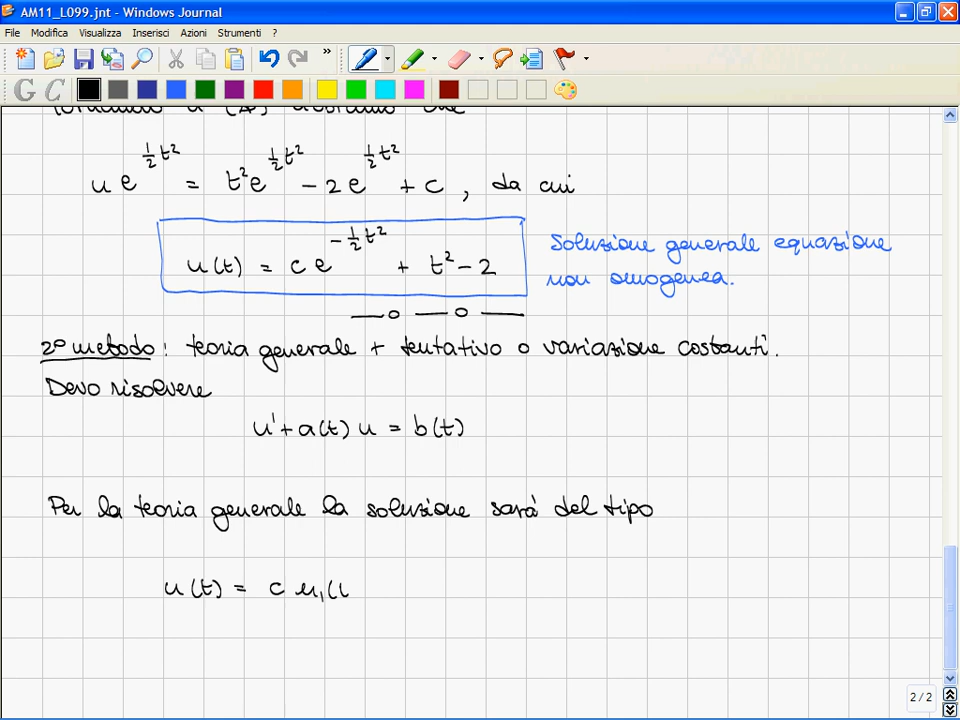 AM11_L099.jnt - Windows Journal
File Modifica Visualizza Inserisci Azioni Strumenti ?
»
G C
u e^{½t²} = t²e^{½t²} - 2e^{½t²} + c , da cui
u(t) = c e^{-½t²} + t² - 2
Soluzione generale equazione
non omogenea.
2° metodo: teoria generale + tentativo o variazione costanti.
Devo risolvere
u' + a(t) u = b(t)
Per la teoria generale la soluzione sarà del tipo
u(t) = c u₁(
2 / 2